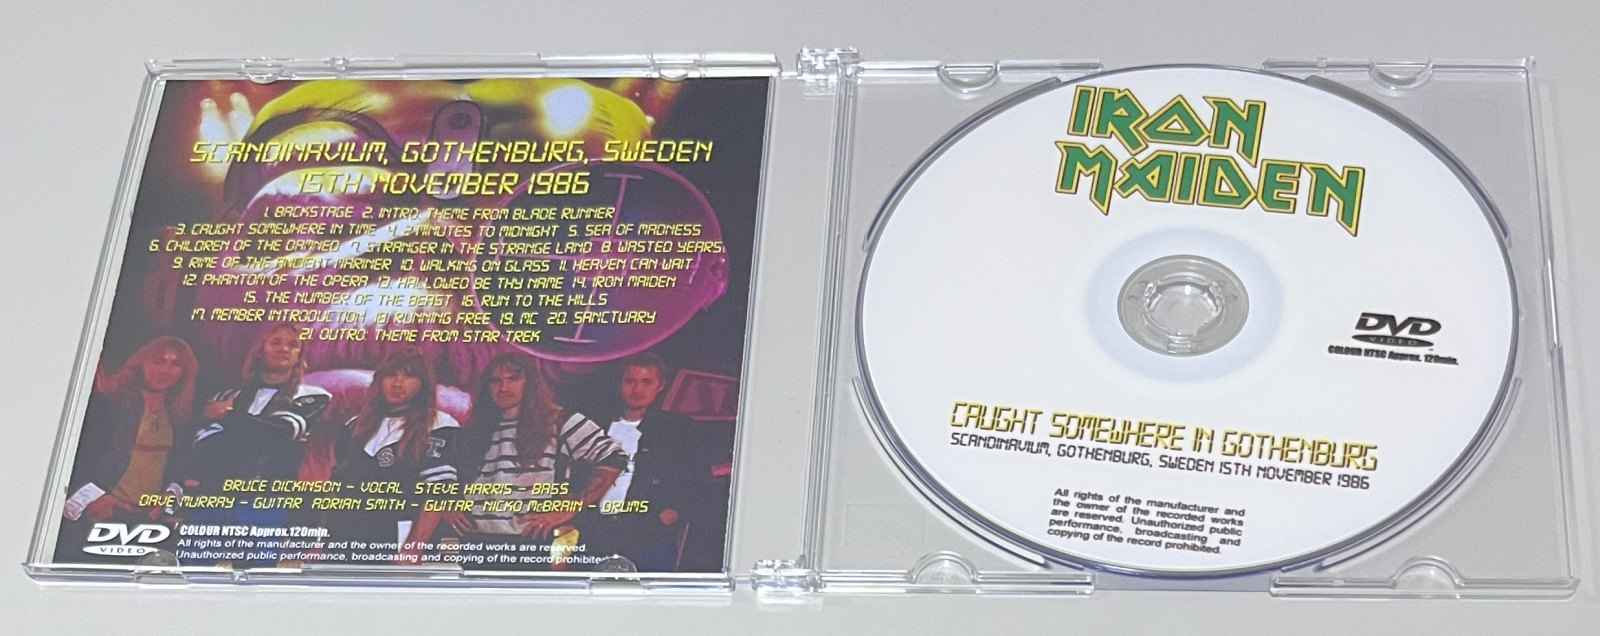 SCANDINAVIUM, GOTHENBURG, SWEDEN
15TH NOVEMBER 1986
1. BACKSTAGE 2. INTRO: THEME FROM BLADE RUNNER
3. CAUGHT SOMEWHERE IN TIME 4. 2 MINUTES TO MIDNIGHT 5. SEA OF MADNESS
6. CHILDREN OF THE DAMNED 7. STRANGER IN THE STRANGE LAND 8. WASTED YEARS
9. RIME OF THE ANCIENT MARINER 10. WALKING ON GLASS 11. HEAVEN CAN WAIT
12. PHANTOM OF THE OPERA 13. HALLOWED BE THY NAME 14. IRON MAIDEN
15. THE NUMBER OF THE BEAST 16. RUN TO THE HILLS
17. MEMBER INTRODUCTION 18. RUNNING FREE 19. MC 20. SANCTUARY
21. OUTRO: THEME FROM STAR TREK
BRUCE DICKINSON - VOCAL STEVE HARRIS - BASS
DAVE MURRAY - GUITAR ADRIAN SMITH - GUITAR NICKO McBRAIN - DRUMS
DVD VIDEO COLOUR NTSC Approx.120min.
All rights of the manufacturer and the owner of the recorded works are reserved.
Unauthorized public performance, broadcasting and copying of the record prohibited
IRON
MAIDEN
DVD
VIDEO
COLOUR NTSC Approx. 120min.
CAUGHT SOMEWHERE IN GOTHENBURG
SCANDINAVIUM, GOTHENBURG, SWEDEN 15TH NOVEMBER 1986
All rights of the manufacturer and
the owner of the recorded works
are reserved. Unauthorized public
performance, broadcasting and
copying of the record prohibited.